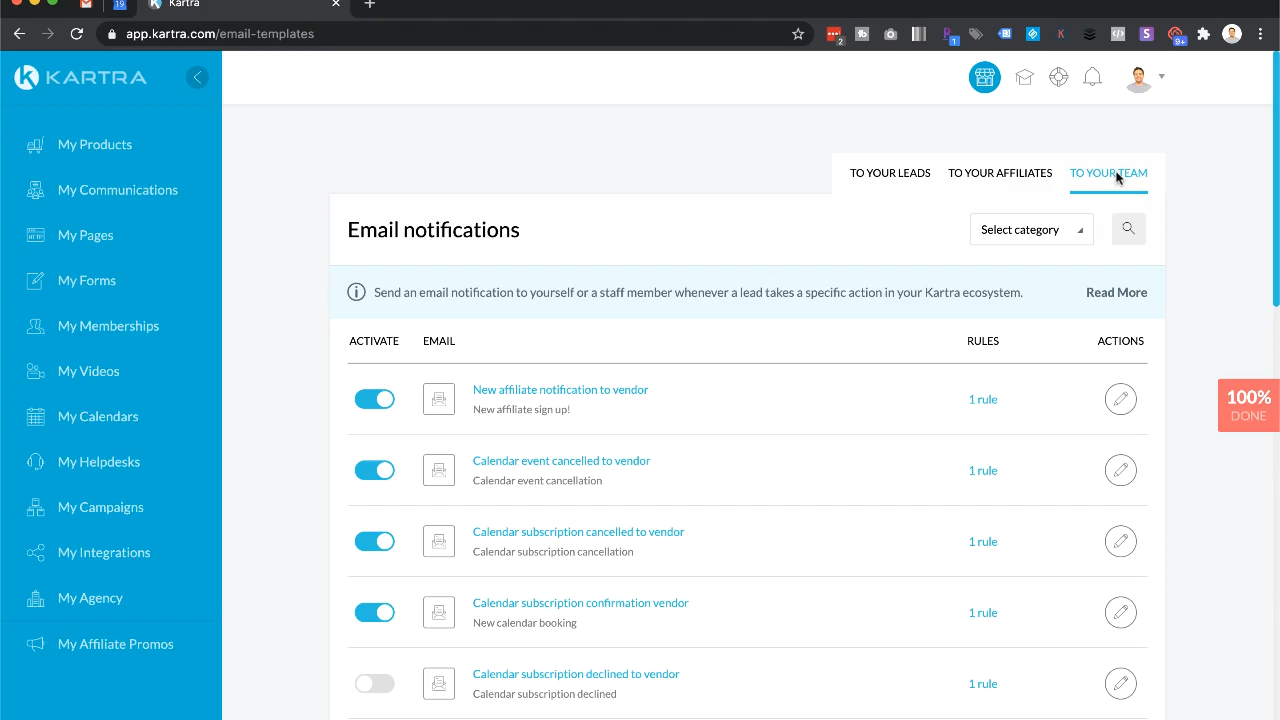 Kartra
19
app.kartra.com/email-templates
2
1
9+
KARTRA
My Products
My Communications
My Pages
My Forms
My Memberships
My Videos
My Calendars
My Helpdesks
My Campaigns
My Integrations
My Agency
My Affiliate Promos
TO YOUR LEADS
TO YOUR AFFILIATES
TO YOUR TEAM
Email notifications
Select category
Send an email notification to yourself or a staff member whenever a lead takes a specific action in your Kartra ecosystem.
Read More
ACTIVATE EMAIL RULES ACTIONS
New affiliate notification to vendor
New affiliate sign up!
1 rule
Calendar event cancelled to vendor
Calendar event cancellation
1 rule
Calendar subscription cancelled to vendor
Calendar subscription cancellation
1 rule
Calendar subscription confirmation vendor
New calendar booking
1 rule
Calendar subscription declined to vendor
Calendar subscription declined
1 rule
100%
DONE